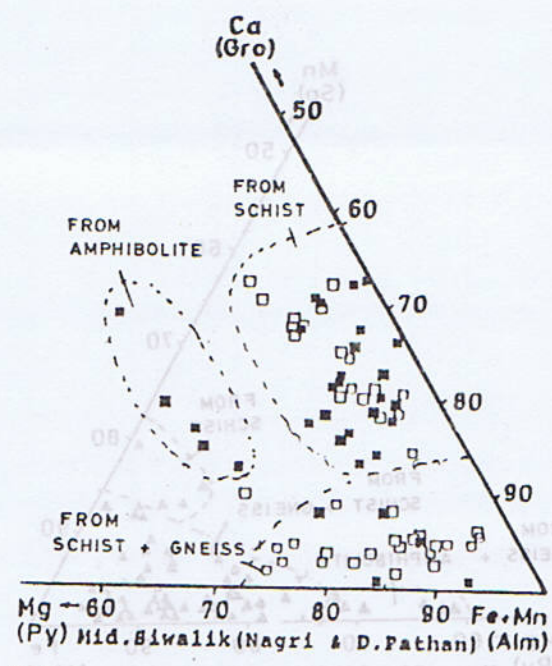 Ca
(Gro)
50
FROM
SCHIST
60
FROM
AMPHIBOLITE
70
80
90
FROM
SCHIST + GNEISS
Mg 60 70 80 90 Fe+Mn
(Py) Mid.Siwalik(Nagri & D.Pathan) (Alm)